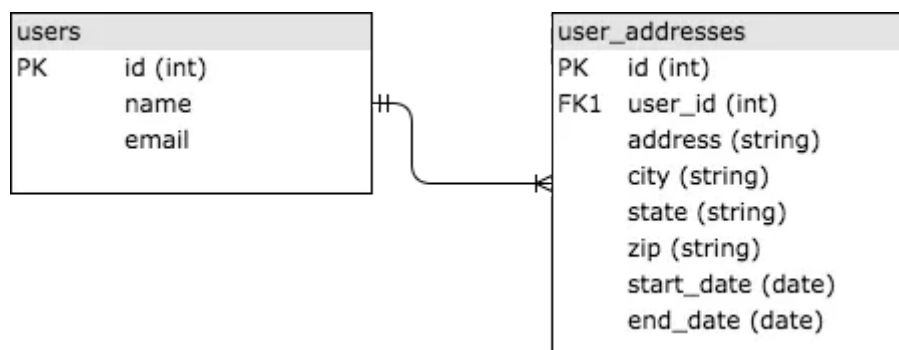 users
PK id (int)
name
email
user_addresses
PK id (int)
FK1 user_id (int)
address (string)
city (string)
state (string)
zip (string)
start_date (date)
end_date (date)